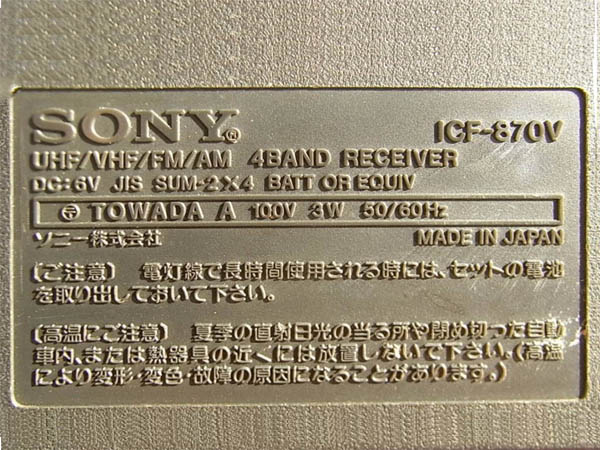 SONY®
ICF-870V
UHF/VHF/FM/AM 4BAND RECEIVER
DC:6V JIS SUM-2×4 BATT OR EQUIV
〒 TOWADA A 100V 3W 50/60Hz
ソニー株式会社 MADE IN JAPAN
(ご注意) 電灯線で長時間使用される時には、セットの電池
を取り出しておいて下さい。
(高温にご注意) 夏季の直射日光の当る所や閉め切った自動
車内、または熱器具の近くには放置しないで下さい。(高温
により変形・変色・故障の原因になることがあります。)